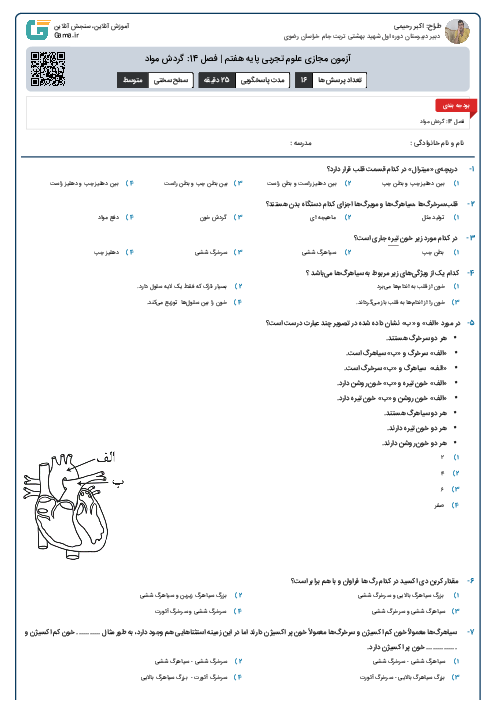 طرّاح: اکبر رحیمی
دبیر دبیرستان دوره اول شهید بهشتی تربت جام خراسان رضوی
آموزش آنلاین، سنجش آنلاین
Gama.ir
آزمون مجازی علوم تجربی پایه هفتم | فصل ۱۴: گردش مواد
تعداد پرسش‌ها ۱۶ مدت پاسخگویی ۲۵ دقیقه سطح سختی متوسط
بودجه بندی
فصل ۱۴: گردش مواد
نام و نام خانوادگی : مدرسه :
۱- دریچه‌ی «میترال» در کدام قسمت قلب قرار دارد؟
۱) بین دهلیز چپ و بطن چپ ۲) بین دهلیز راست و بطن راست ۳) بین بطن چپ و بطن راست ۴) بین دهلیز چپ و دهلیز راست
۲- قلب،سرخرگ‌ها ،سیاهرگ‌ها و مویرگ‌ها اجزای کدام دستگاه بدن هستند؟
۱) تولید مثل ۲) ماهیچه ای ۳) گردش خون ۴) دفع مواد
۳- در کدام مورد زیر خون تیره جاری است؟
۱) بطن چپ ۲) سیاهرگ ششی ۳) سرخرگ ششی ۴) دهلیز چپ
۴- کدام یک از ویژگی‌های زیر مربوط به سیاهرگ‌ها می‌باشد ؟
۱) خون از قلب به اندام‌ها می‌برد ۲) بسیار نازک که فقط یک لایه سلولی دارد.
۳) خون را از اندام‌ها به قلب باز می‌گرداند. ۴) خون را بین سلول‌ها توزیع می‌کند.
۵- در مورد «الف» و «ب» نشان داده شده در تصویر چند عبارت درست است؟
• هر دو سرخرگ هستند.
• «الف» سرخرگ و «ب» سیاهرگ است.
• «الف» سیاهرگ و «ب» سرخرگ است.
• «الف» خون تیره و «ب» خون روشن دارد.
• «الف» خون روشن و «ب» خون تیره دارد.
• هر دو سیاهرگ هستند.
• هر دو خون تیره دارند.
• هر دو خون روشن دارند.
۱) ۲
۲) ۴
۳) ۶
۴) صفر
الف
ب
۶- مقدار کربن دی اکسید در کدام رگ ها فراوان و با هم برابر است؟
۱) بزرگ سیاهرگ بالایی و سرخرگ ششی ۲) بزرگ سیاهرگ زیرین و سیاهرگ ششی
۳) سیاهرگ ششی و سرخرگ ششی ۴) سرخرگ ششی و سرخرگ آئورت
۷- سیاهرگ‌ها معمولاً خون کم اکسیژن و سرخرگ‌ها معمولاً خون پر اکسیژن دارند اما در این زمینه استثناهایی هم وجود دارد، به طور مثال ............ خون کم اکسیژن و
............... خون پر اکسیژن دارد.
۱) سیاهرگ ششی - سرخرگ ششی ۲) سرخرگ ششی - سیاهرگ ششی
۳) بزرگ سیاهرگ بالایی - سرخرگ آئورت ۴) سرخرگ آئورت - بزرگ سیاهرگ بالایی